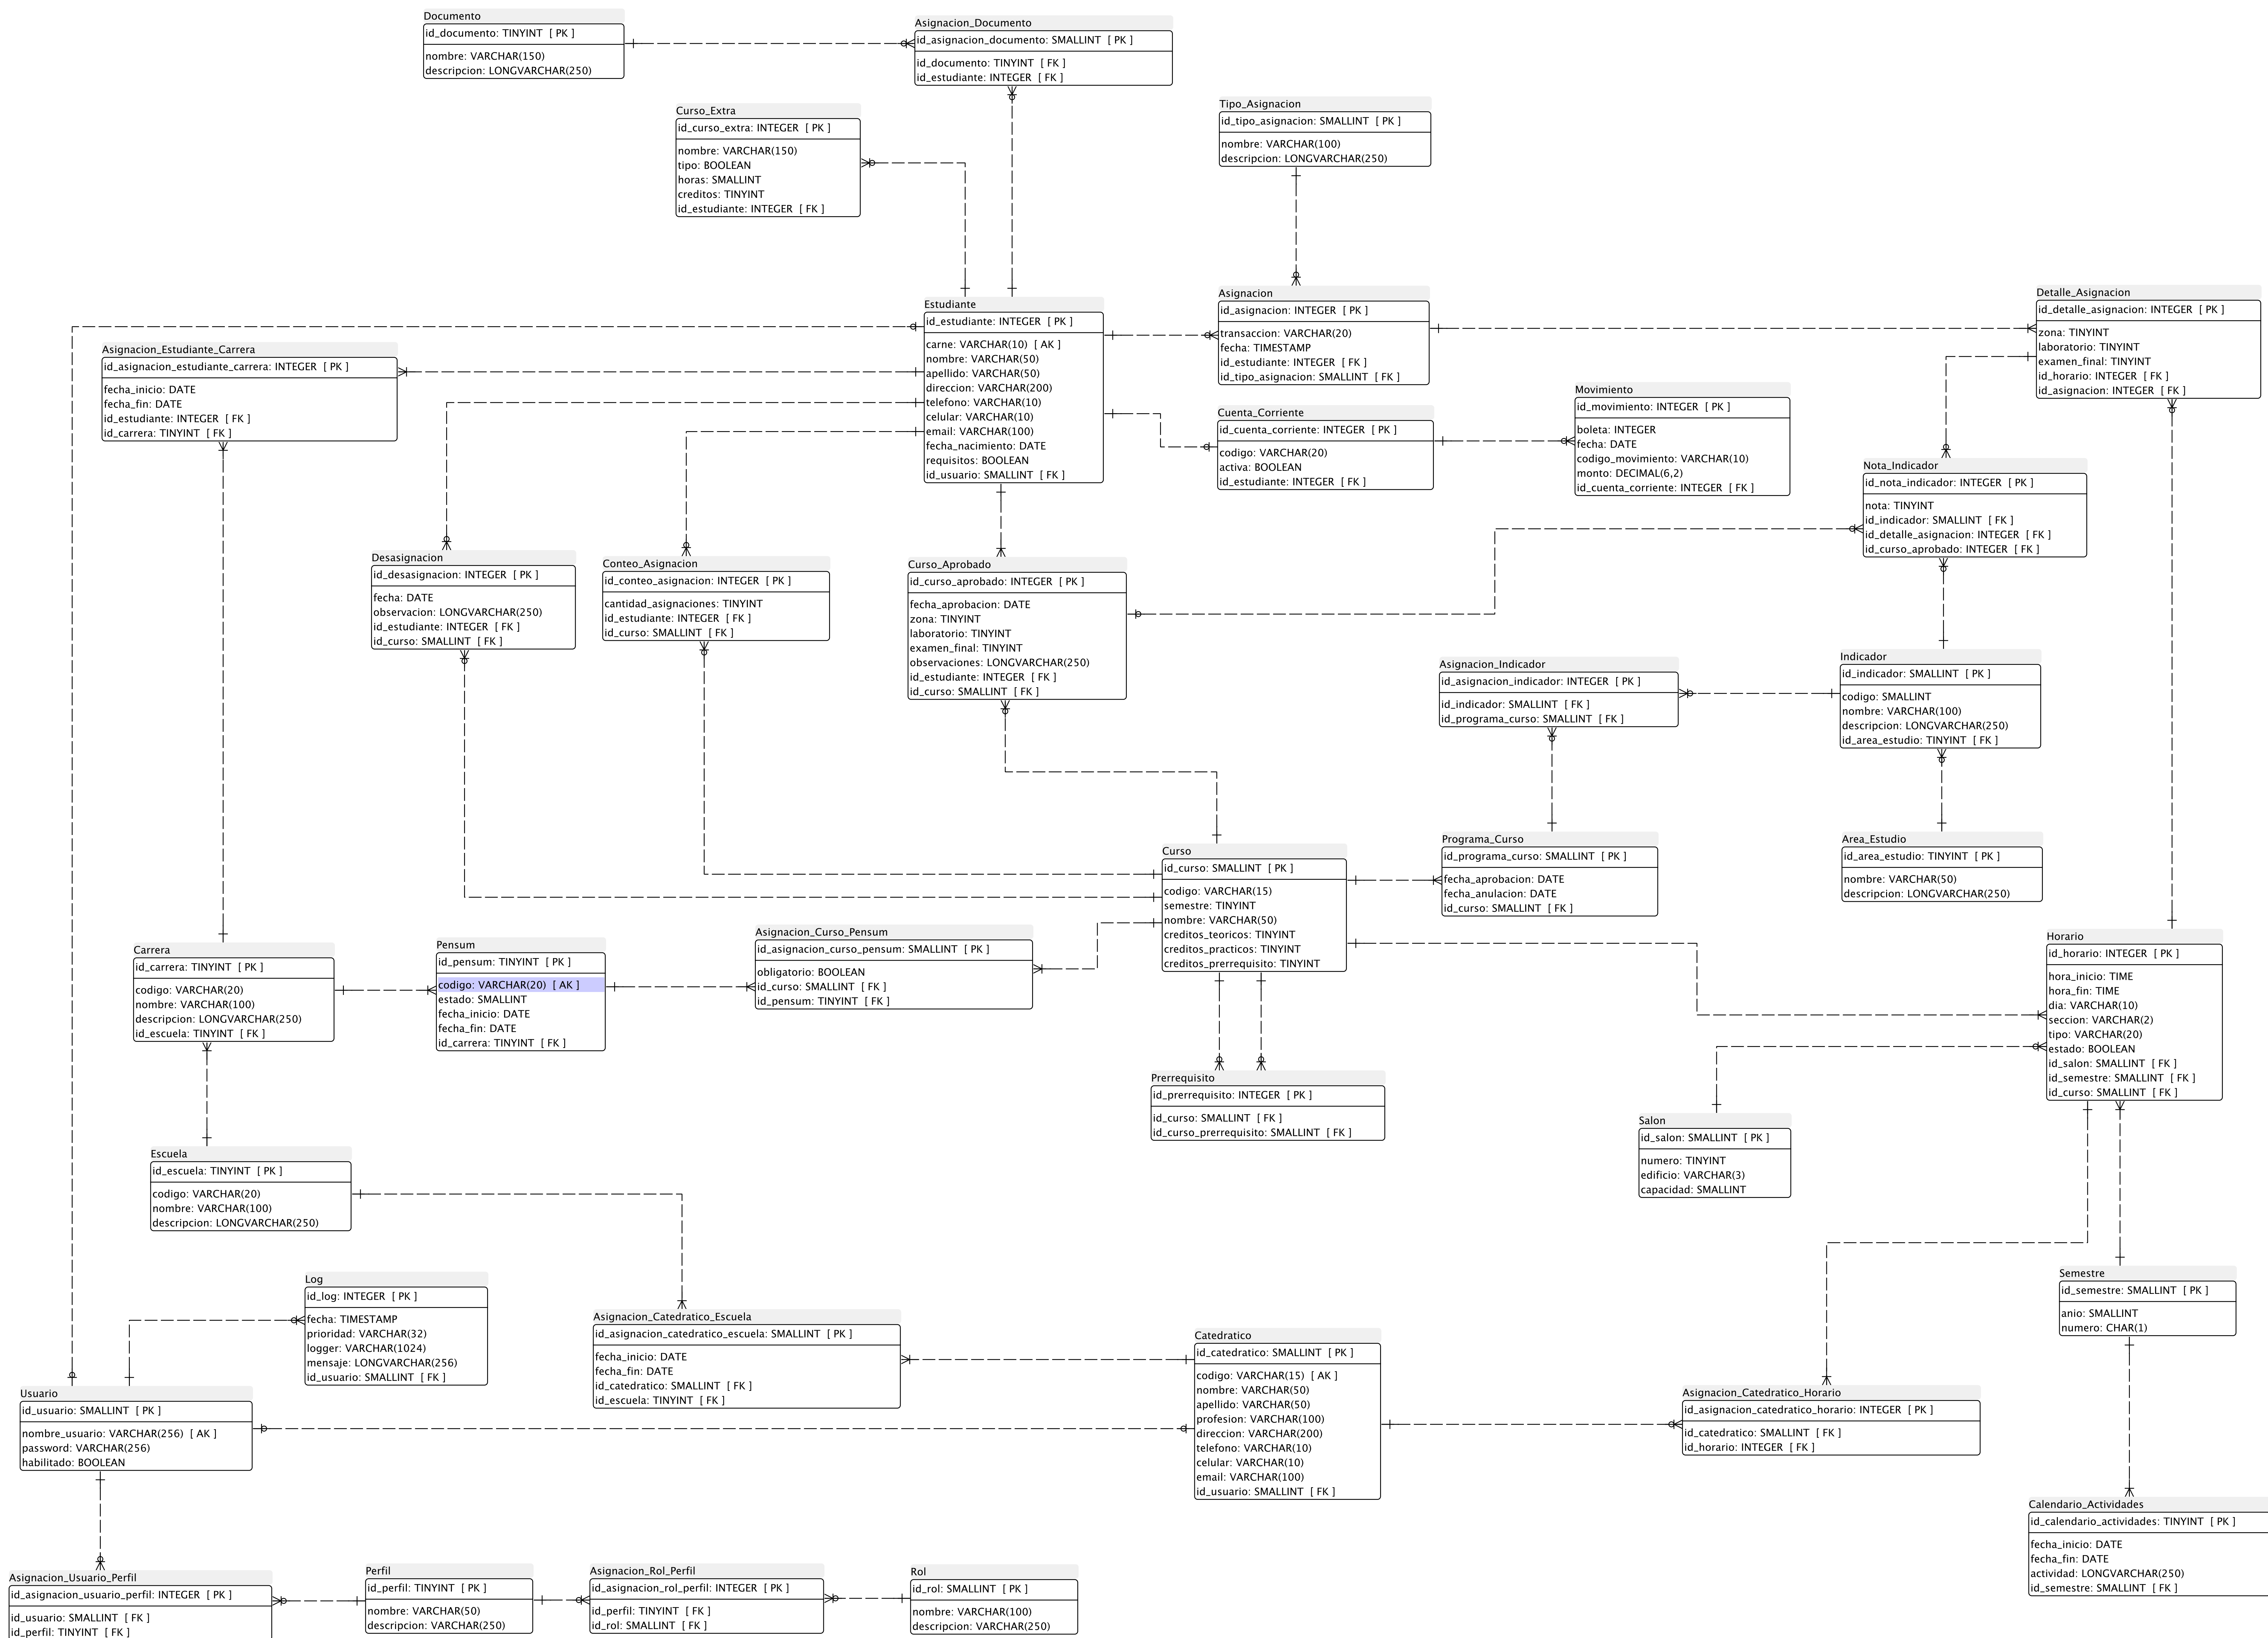 Documento
id_documento: TINYINT [ PK ]
nombre: VARCHAR(150)
descripcion: LONGVARCHAR(250)
Asignacion_Documento
id_asignacion_documento: SMALLINT [ PK ]
id_documento: TINYINT [ FK ]
id_estudiante: INTEGER [ FK ]
Curso_Extra
id_curso_extra: INTEGER [ PK ]
nombre: VARCHAR(150)
tipo: BOOLEAN
horas: SMALLINT
creditos: TINYINT
id_estudiante: INTEGER [ FK ]
Tipo_Asignacion
id_tipo_asignacion: SMALLINT [ PK ]
nombre: VARCHAR(100)
descripcion: LONGVARCHAR(250)
Estudiante
id_estudiante: INTEGER [ PK ]
carne: VARCHAR(10) [ AK ]
nombre: VARCHAR(50)
apellido: VARCHAR(50)
direccion: VARCHAR(200)
telefono: VARCHAR(10)
celular: VARCHAR(10)
email: VARCHAR(100)
fecha_nacimiento: DATE
requisitos: BOOLEAN
id_usuario: SMALLINT [ FK ]
Asignacion
id_asignacion: INTEGER [ PK ]
transaccion: VARCHAR(20)
fecha: TIMESTAMP
id_estudiante: INTEGER [ FK ]
id_tipo_asignacion: SMALLINT [ FK ]
Detalle_Asignacion
id_detalle_asignacion: INTEGER [ PK ]
zona: TINYINT
laboratorio: TINYINT
examen_final: TINYINT
id_horario: INTEGER [ FK ]
id_asignacion: INTEGER [ FK ]
Asignacion_Estudiante_Carrera
id_asignacion_estudiante_carrera: INTEGER [ PK ]
fecha_inicio: DATE
fecha_fin: DATE
id_estudiante: INTEGER [ FK ]
id_carrera: TINYINT [ FK ]
Cuenta_Corriente
id_cuenta_corriente: INTEGER [ PK ]
codigo: VARCHAR(20)
activa: BOOLEAN
id_estudiante: INTEGER [ FK ]
Movimiento
id_movimiento: INTEGER [ PK ]
boleta: INTEGER
fecha: DATE
codigo_movimiento: VARCHAR(10)
monto: DECIMAL(6,2)
id_cuenta_corriente: INTEGER [ FK ]
Nota_Indicador
id_nota_indicador: INTEGER [ PK ]
nota: TINYINT
id_indicador: SMALLINT [ FK ]
id_detalle_asignacion: INTEGER [ FK ]
id_curso_aprobado: INTEGER [ FK ]
Desasignacion
id_desasignacion: INTEGER [ PK ]
fecha: DATE
observacion: LONGVARCHAR(250)
id_estudiante: INTEGER [ FK ]
id_curso: SMALLINT [ FK ]
Conteo_Asignacion
id_conteo_asignacion: INTEGER [ PK ]
cantidad_asignaciones: TINYINT
id_estudiante: INTEGER [ FK ]
id_curso: SMALLINT [ FK ]
Curso_Aprobado
id_curso_aprobado: INTEGER [ PK ]
fecha_aprobacion: DATE
zona: TINYINT
laboratorio: TINYINT
examen_final: TINYINT
observaciones: LONGVARCHAR(250)
id_estudiante: INTEGER [ FK ]
id_curso: SMALLINT [ FK ]
Asignacion_Indicador
id_asignacion_indicador: INTEGER [ PK ]
id_indicador: SMALLINT [ FK ]
id_programa_curso: SMALLINT [ FK ]
Indicador
id_indicador: SMALLINT [ PK ]
codigo: SMALLINT
nombre: VARCHAR(100)
descripcion: LONGVARCHAR(250)
id_area_estudio: TINYINT [ FK ]
Curso
id_curso: SMALLINT [ PK ]
codigo: VARCHAR(15)
semestre: TINYINT
nombre: VARCHAR(50)
creditos_teoricos: TINYINT
creditos_practicos: TINYINT
creditos_prerrequisito: TINYINT
Programa_Curso
id_programa_curso: SMALLINT [ PK ]
fecha_aprobacion: DATE
fecha_anulacion: DATE
id_curso: SMALLINT [ FK ]
Area_Estudio
id_area_estudio: TINYINT [ PK ]
nombre: VARCHAR(50)
descripcion: LONGVARCHAR(250)
Carrera
id_carrera: TINYINT [ PK ]
codigo: VARCHAR(20)
nombre: VARCHAR(100)
descripcion: LONGVARCHAR(250)
id_escuela: TINYINT [ FK ]
Pensum
id_pensum: TINYINT [ PK ]
codigo: VARCHAR(20) [ AK ]
estado: SMALLINT
fecha_inicio: DATE
fecha_fin: DATE
id_carrera: TINYINT [ FK ]
Asignacion_Curso_Pensum
id_asignacion_curso_pensum: SMALLINT [ PK ]
obligatorio: BOOLEAN
id_curso: SMALLINT [ FK ]
id_pensum: TINYINT [ FK ]
Horario
id_horario: INTEGER [ PK ]
hora_inicio: TIME
hora_fin: TIME
dia: VARCHAR(10)
seccion: VARCHAR(2)
tipo: VARCHAR(20)
estado: BOOLEAN
id_salon: SMALLINT [ FK ]
id_semestre: SMALLINT [ FK ]
id_curso: SMALLINT [ FK ]
Prerrequisito
id_prerrequisito: INTEGER [ PK ]
id_curso: SMALLINT [ FK ]
id_curso_prerrequisito: SMALLINT [ FK ]
Salon
id_salon: SMALLINT [ PK ]
numero: TINYINT
edificio: VARCHAR(3)
capacidad: SMALLINT
Escuela
id_escuela: TINYINT [ PK ]
codigo: VARCHAR(20)
nombre: VARCHAR(100)
descripcion: LONGVARCHAR(250)
Log
id_log: INTEGER [ PK ]
fecha: TIMESTAMP
prioridad: VARCHAR(32)
logger: VARCHAR(1024)
mensaje: LONGVARCHAR(256)
id_usuario: SMALLINT [ FK ]
Asignacion_Catedratico_Escuela
id_asignacion_catedratico_escuela: SMALLINT [ PK ]
fecha_inicio: DATE
fecha_fin: DATE
id_catedratico: SMALLINT [ FK ]
id_escuela: TINYINT [ FK ]
Catedratico
id_catedratico: SMALLINT [ PK ]
codigo: VARCHAR(15) [ AK ]
nombre: VARCHAR(50)
apellido: VARCHAR(50)
profesion: VARCHAR(100)
direccion: VARCHAR(200)
telefono: VARCHAR(10)
celular: VARCHAR(10)
email: VARCHAR(100)
id_usuario: SMALLINT [ FK ]
Semestre
id_semestre: SMALLINT [ PK ]
anio: SMALLINT
numero: CHAR(1)
Usuario
id_usuario: SMALLINT [ PK ]
nombre_usuario: VARCHAR(256) [ AK ]
password: VARCHAR(256)
habilitado: BOOLEAN
Asignacion_Catedratico_Horario
id_asignacion_catedratico_horario: INTEGER [ PK ]
id_catedratico: SMALLINT [ FK ]
id_horario: INTEGER [ FK ]
Calendario_Actividades
id_calendario_actividades: TINYINT [ PK ]
fecha_inicio: DATE
fecha_fin: DATE
actividad: LONGVARCHAR(250)
id_semestre: SMALLINT [ FK ]
Asignacion_Usuario_Perfil
id_asignacion_usuario_perfil: INTEGER [ PK ]
id_usuario: SMALLINT [ FK ]
id_perfil: TINYINT [ FK ]
Perfil
id_perfil: TINYINT [ PK ]
nombre: VARCHAR(50)
descripcion: VARCHAR(250)
Asignacion_Rol_Perfil
id_asignacion_rol_perfil: INTEGER [ PK ]
id_perfil: TINYINT [ FK ]
id_rol: SMALLINT [ FK ]
Rol
id_rol: SMALLINT [ PK ]
nombre: VARCHAR(100)
descripcion: VARCHAR(250)